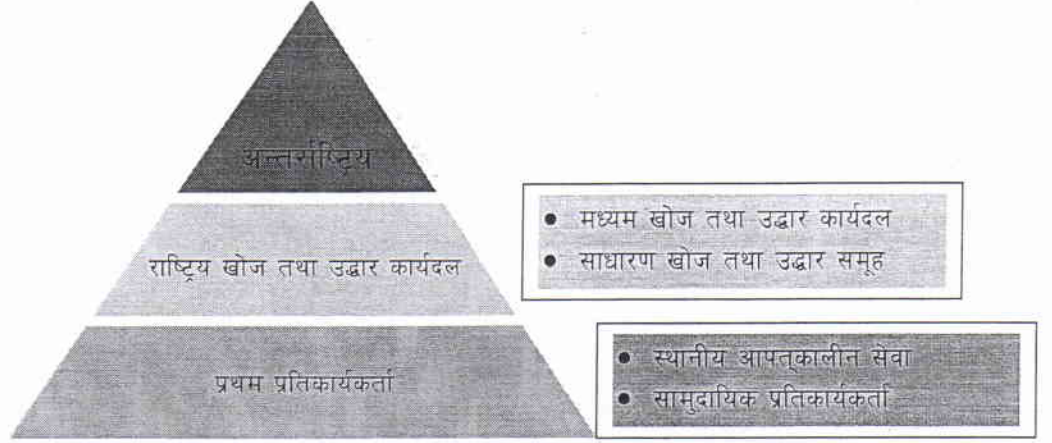 अन्तर्राष्ट्रिय
राष्ट्रिय खोज तथा उद्धार कार्यदल
• मध्यम खोज तथा उद्धार कार्यदल
• साधारण खोज तथा उद्धार समूह
प्रथम प्रतिकार्यकर्ता
• स्थानीय आपत्‌कालीन सेवा
• सामुदायिक प्रतिकार्यकर्ता